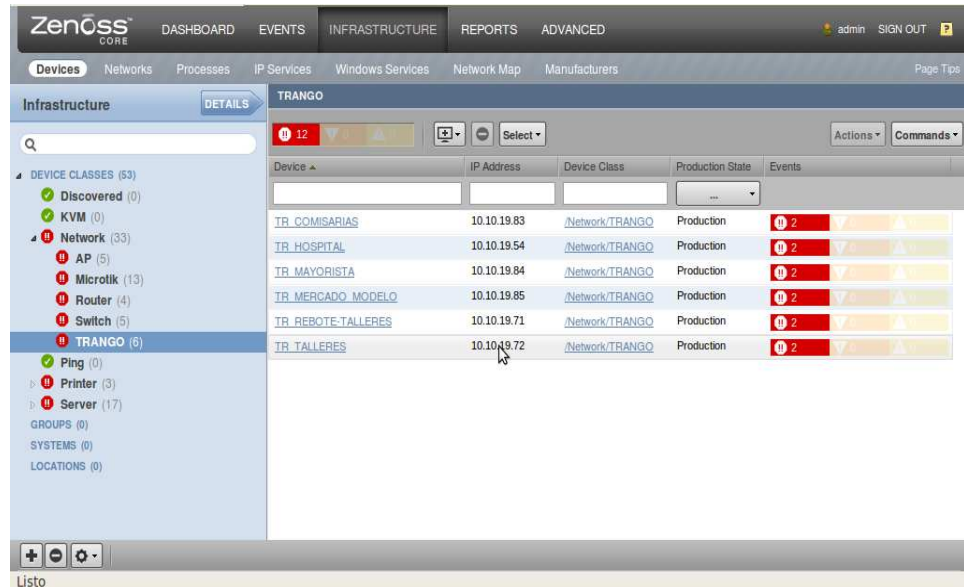 Zenoss CORE
DASHBOARD EVENTS INFRASTRUCTURE REPORTS ADVANCED
admin SIGN OUT ?
Devices Networks Processes IP Services Windows Services Network Map Manufacturers
Page Tips
Infrastructure
DETAILS
DEVICE CLASSES (53)
Discovered (0)
KVM (0)
Network (33)
AP (5)
Microtik (13)
Router (4)
Switch (5)
TRANGO (6)
Ping (0)
Printer (3)
Server (17)
GROUPS (0)
SYSTEMS (0)
LOCATIONS (0)
TRANGO
12
Select
Actions Commands
Device IP Address Device Class Production State Events
...
TR_COMISARIAS 10.10.19.83 /Network/TRANGO Production 2 0
TR_HOSPITAL 10.10.19.54 /Network/TRANGO Production 2 0
TR_MAYORISTA 10.10.19.84 /Network/TRANGO Production 2 0
TR_MERCADO_MODELO 10.10.19.85 /Network/TRANGO Production 2 0
TR_REBOTE-TALLERES 10.10.19.71 /Network/TRANGO Production 2 0
TR_TALLERES 10.10.19.72 /Network/TRANGO Production 2 0
Listo